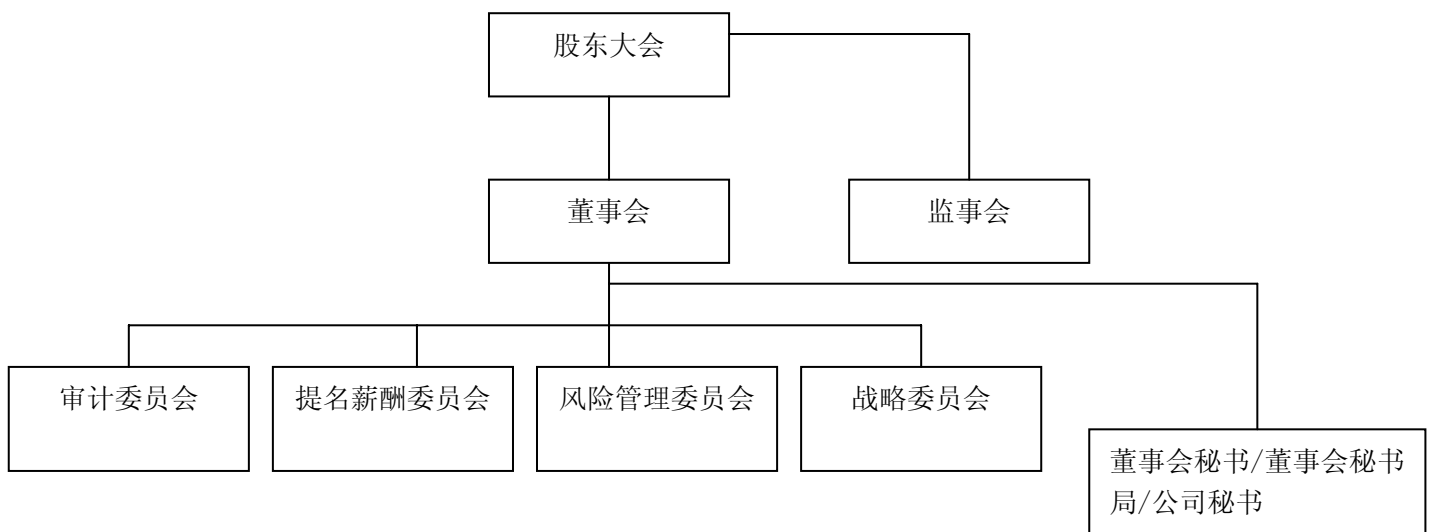 股东大会
董事会
监事会
审计委员会
提名薪酬委员会
风险管理委员会
战略委员会
董事会秘书/董事会秘书
局/公司秘书